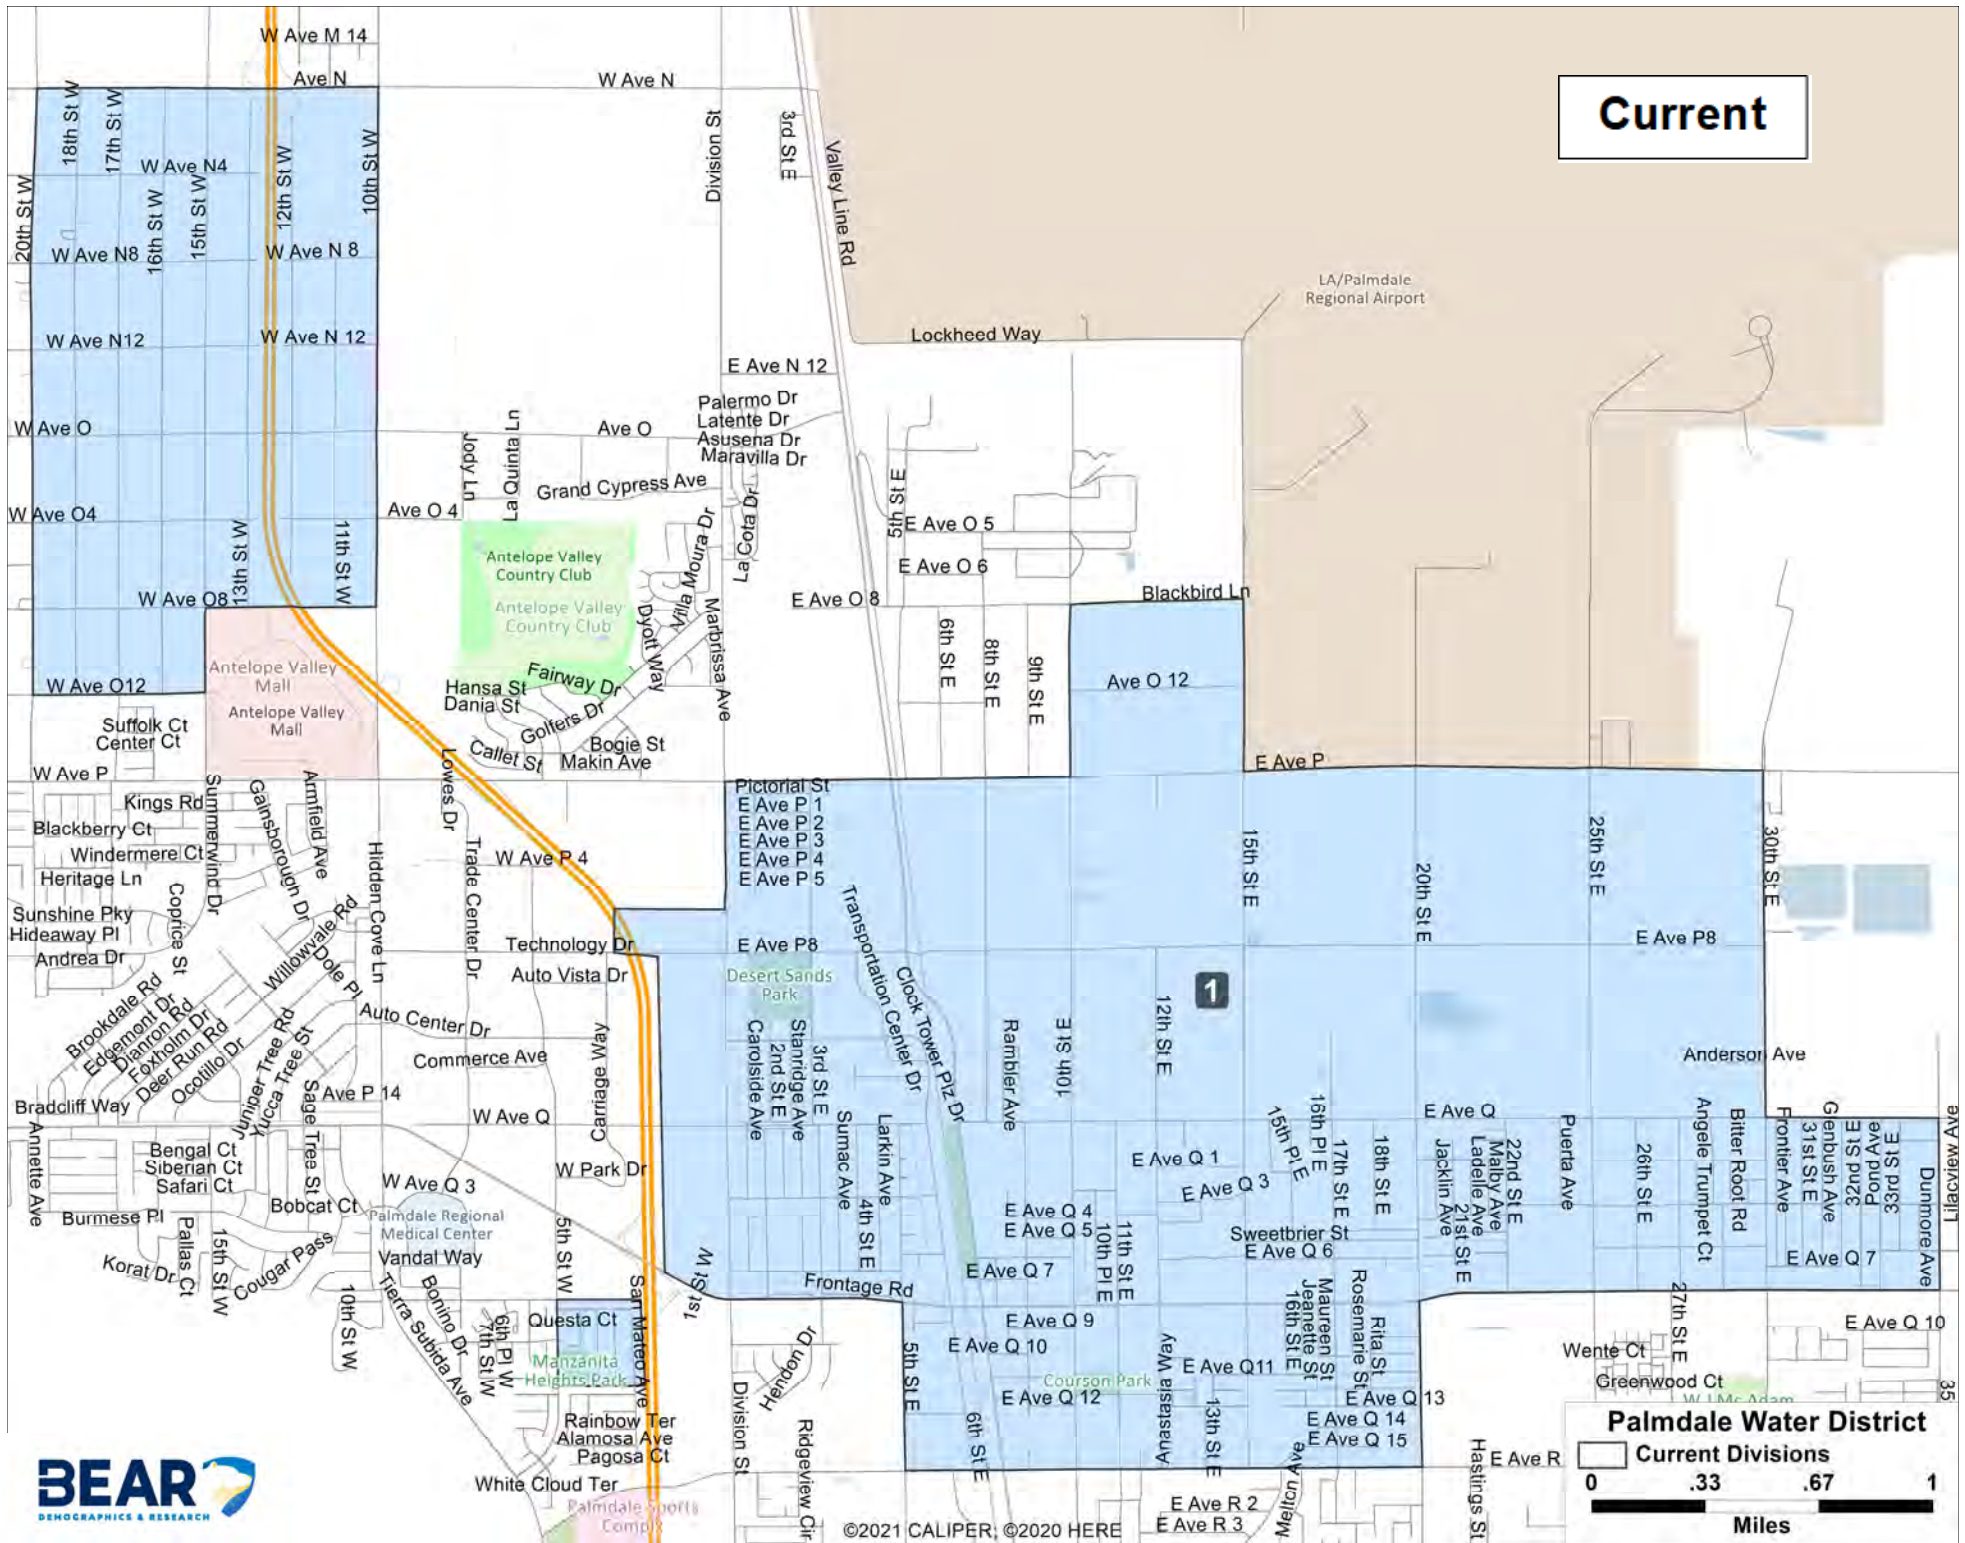 W Ave M 14
Ave N
W Ave N
Current
18th St W
17th St W
W Ave N4
16th St W
15th St W
12th St W
10th St W
20th St W
Division St
3rd St E
Valley Line Rd
W Ave N8
W Ave N 8
LA/Palmdale
Regional Airport
W Ave N12
W Ave N 12
Lockheed Way
E Ave N 12
Palermo Dr
Latente Dr
Asusena Dr
Maravilla Dr
W Ave O
Ave O
Jody Ln
La Quinta Ln
Grand Cypress Ave
La Cota Dr
5th St E
W Ave O4
Ave O 4
E Ave O 5
13th St W
11th St W
Antelope Valley
Country Club
Antelope Valley
Country Club
Villa Moura Dr
Dyott Way
Marbrissa Ave
E Ave O 6
W Ave O8
E Ave O 8
Blackbird Ln
6th St E
8th St E
9th St E
Antelope Valley
Mall
Antelope Valley
Mall
W Ave O12
Fairway Dr
Hansa St
Dania St
Golfers Dr
Ave O 12
Suffolk Ct
Center Ct
Callet St
Bogie St
Makin Ave
W Ave P
E Ave P
Lowes Dr
Summerwind Dr
Gainsborough Dr
Armfield Ave
Pictorial St
E Ave P 1
E Ave P 2
E Ave P 3
E Ave P 4
E Ave P 5
Kings Rd
Blackberry Ct
Windermere Ct
Heritage Ln
Hidden Cove Ln
Trade Center Dr
W Ave P 4
15th St E
20th St E
25th St E
30th St E
Sunshine Pky
Hideaway Pl
Andrea Dr
Coprice St
Willowvale Rd
Dole Pl
Technology Dr
E Ave P8
E Ave P8
Transportation Center Dr
Clock Tower Plz Dr
Auto Vista Dr
Desert Sands
Park
1
Brookdale Rd
Edgemont Dr
Dianron Rd
Foxholm Dr
Deer Run Rd
Ocotillo Dr
Juniper Tree Rd
Yucca Tree St
Sage Tree St
Auto Center Dr
Commerce Ave
Carriage Way
Carolside Ave
2nd St E
Stanridge Ave
3rd St E
Sumac Ave
Larkin Ave
4th St E
Rambler Ave
10th St E
12th St E
Anderson Ave
Bradcliff Way
Ave P 14
W Ave Q
E Ave Q
Annette Ave
Bengal Ct
Siberian Ct
Safari Ct
Bobcat Ct
Burmese Pl
W Park Dr
W Ave Q 3
Palmdale Regional
Medical Center
Vandal Way
E Ave Q 1
E Ave Q 3
15th Pl E
16th Pl E
17th St E
18th St E
Jacklin Ave
21st St E
Ladelle Ave
Malby Ave
22nd St E
Puerta Ave
26th St E
Angele Trumpet Ct
Bitter Root Rd
Frontier Ave
31st St E
Genbush Ave
32nd St E
Pond Ave
33rd St E
Dunmore Ave
Lilacview Ave
E Ave Q 4
E Ave Q 5
10th Pl E
11th St E
Sweetbrier St
E Ave Q 6
E Ave Q 7
E Ave Q 7
Korat Dr
Pallas Ct
15th St W
Cougar Pass
10th St W
Tierra Subida Ave
Bonino Dr
5th St W
San Mateo Ave
1st St W
Frontage Rd
6th Pl W
7th St W
Questa Ct
Manzanita
Heights Park
E Ave Q 9
E Ave Q 10
E Ave Q11
E Ave Q 12
Courson Park
5th St E
6th St E
Anastasia Way
13th St E
16th St E
Jeanette St
Maureen St
Rosemarie St
Rita St
E Ave Q 13
E Ave Q 14
E Ave Q 15
27th St E
Wente Ct
Greenwood Ct
E Ave Q 10
35
Hendon Dr
Division St
Ridgeview Cir
Rainbow Ter
Alamosa Ave
Pagosa Ct
White Cloud Ter
Palmdale Sports
Complx
Melton Ave
Hastings St
E Ave R
E Ave R 2
E Ave R 3
Palmdale Water District
Current Divisions
0 .33 .67 1
Miles
BEAR
DEMOGRAPHICS & RESEARCH
©2021 CALIPER; ©2020 HERE